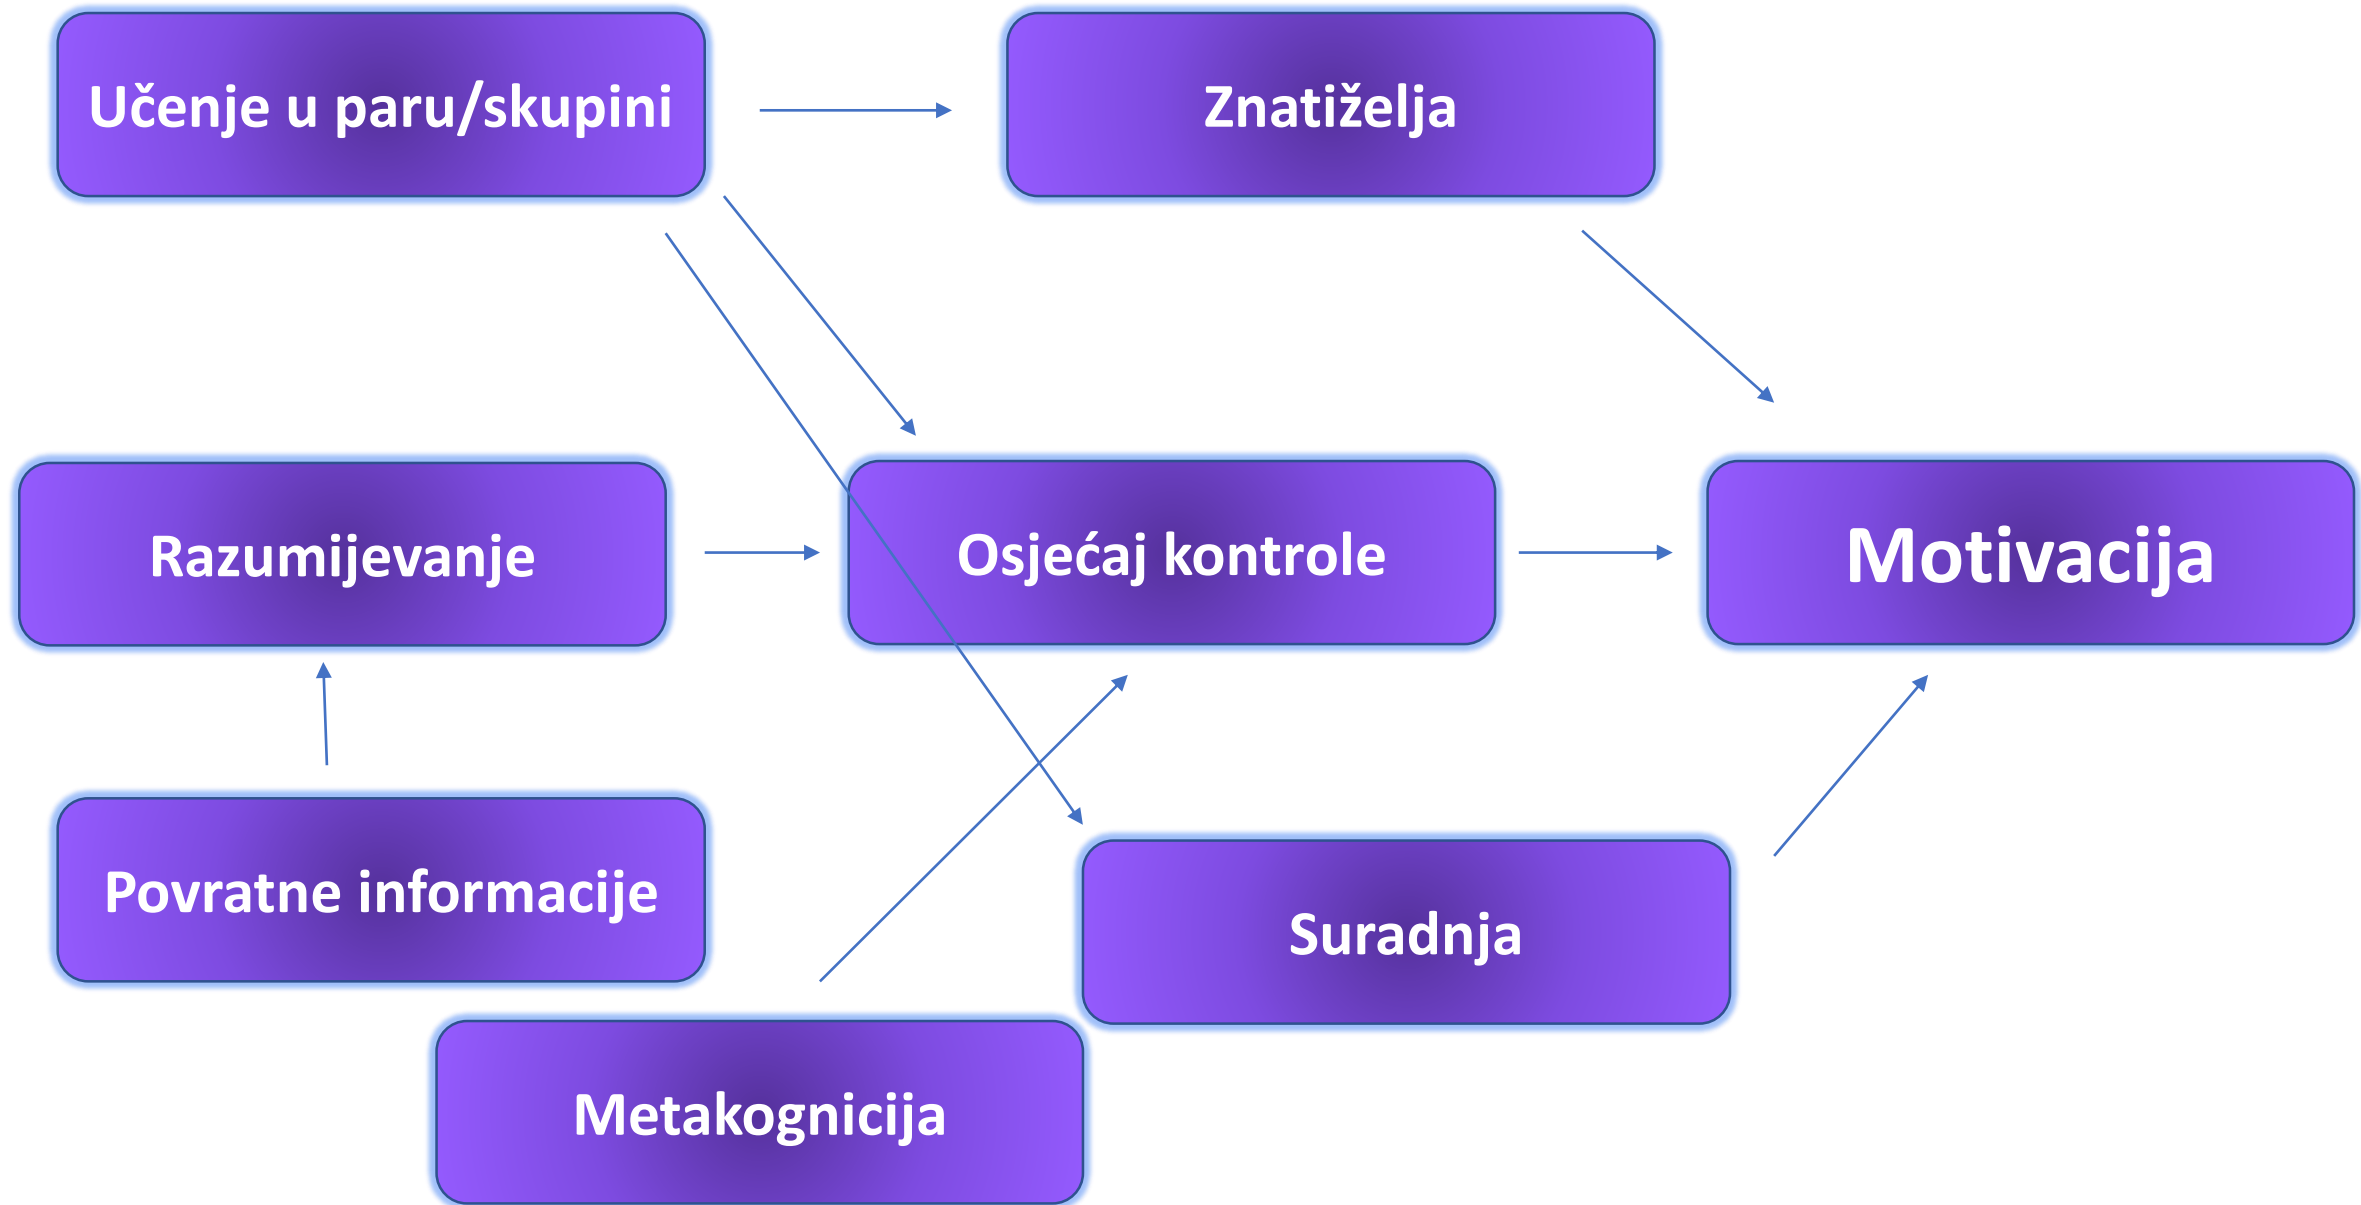 Učenje u paru/skupini
Znatiželja
Razumijevanje
Osjećaj kontrole
Motivacija
Povratne informacije
Suradnja
Metakognicija